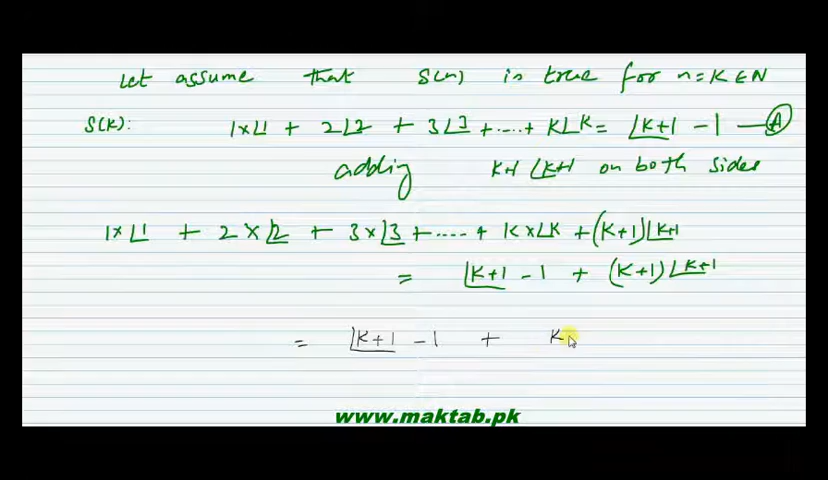 Let assume that S(n) is true for n=K∈N
S(K): 1×∟1 + 2∟2 + 3∟3 +....+ K∟K = ∟K+1 - 1 — A
adding K+1 ∟K+1 on both sides
1×∟1 + 2×∟2 + 3×∟3 +....+ K×∟K + (K+1)∟K+1
= ∟K+1 - 1 + (K+1)∟K+1
= ∟K+1 - 1 + K
www.maktab.pk